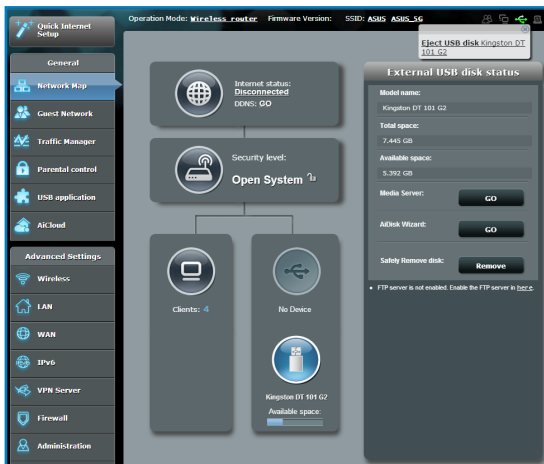 Quick Internet
Setup
Operation Mode: Wireless router Firmware Version: SSID: ASUS ASUS_5G
Eject USB disk Kingston DT
101 G2
General
Network Map
Guest Network
Traffic Manager
Parental control
USB application
AiCloud
Advanced Settings
Wireless
LAN
WAN
IPv6
VPN Server
Firewall
Administration
Internet status:
Disconnected
DDNS: GO
Security level:
Open System
Clients: 4
No Device
Kingston DT 101 G2
Available space:
External USB disk status
Model name:
Kingston DT 101 G2
Total space:
7.445 GB
Available space:
5.392 GB
Media Server:
GO
AiDisk Wizard:
GO
Safely Remove disk:
Remove
• FTP server is not enabled. Enable the FTP server in here.